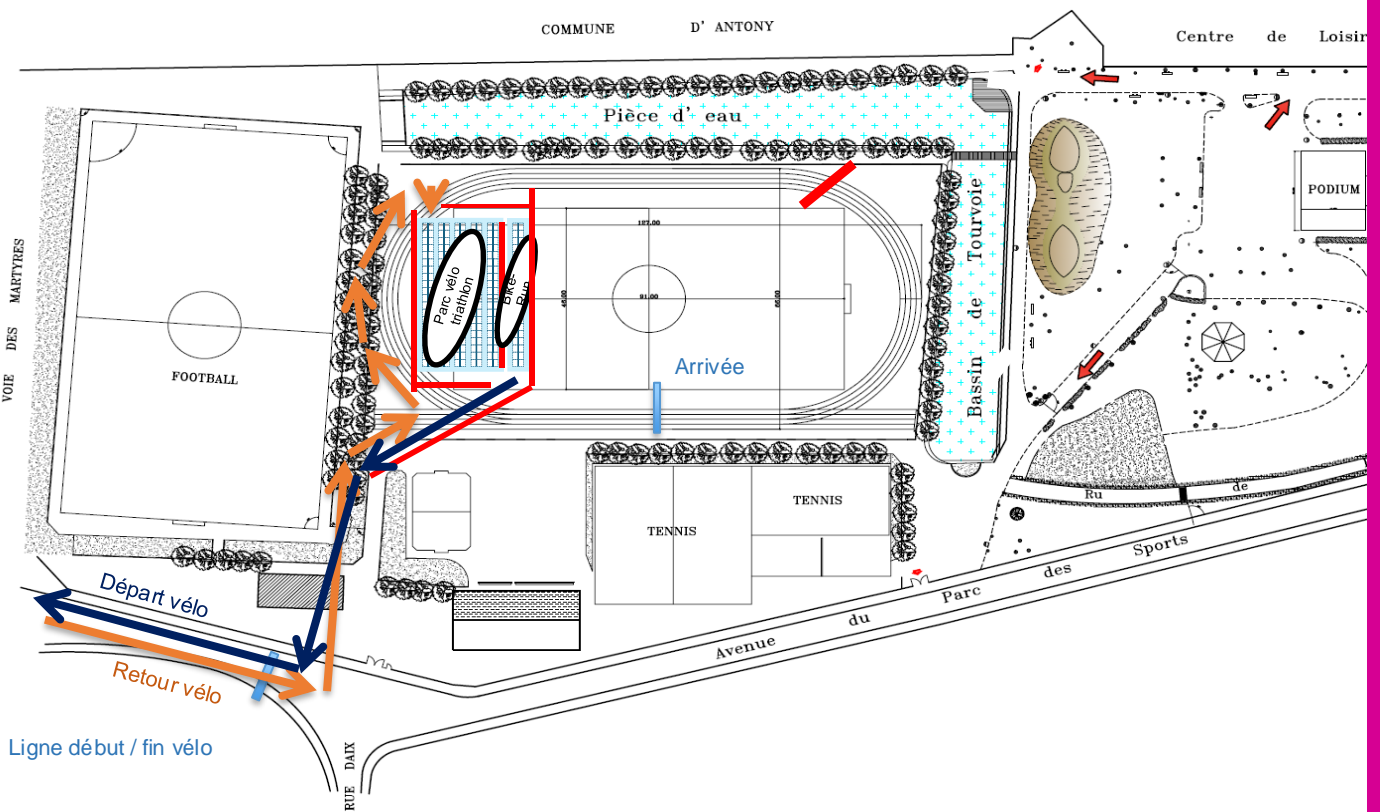 COMMUNE D' ANTONY
Centre de Loisir
Pièce d' eau
PODIUM
Bassin de Tourvoie
VOIE DES MARTYRES
FOOTBALL
Parc vélo
triathlon
Bike-
Run
Arrivée
TENNIS
TENNIS
Ru de
Avenue du Parc des Sports
Départ vélo
Retour vélo
Ligne début / fin vélo
RUE DAIX